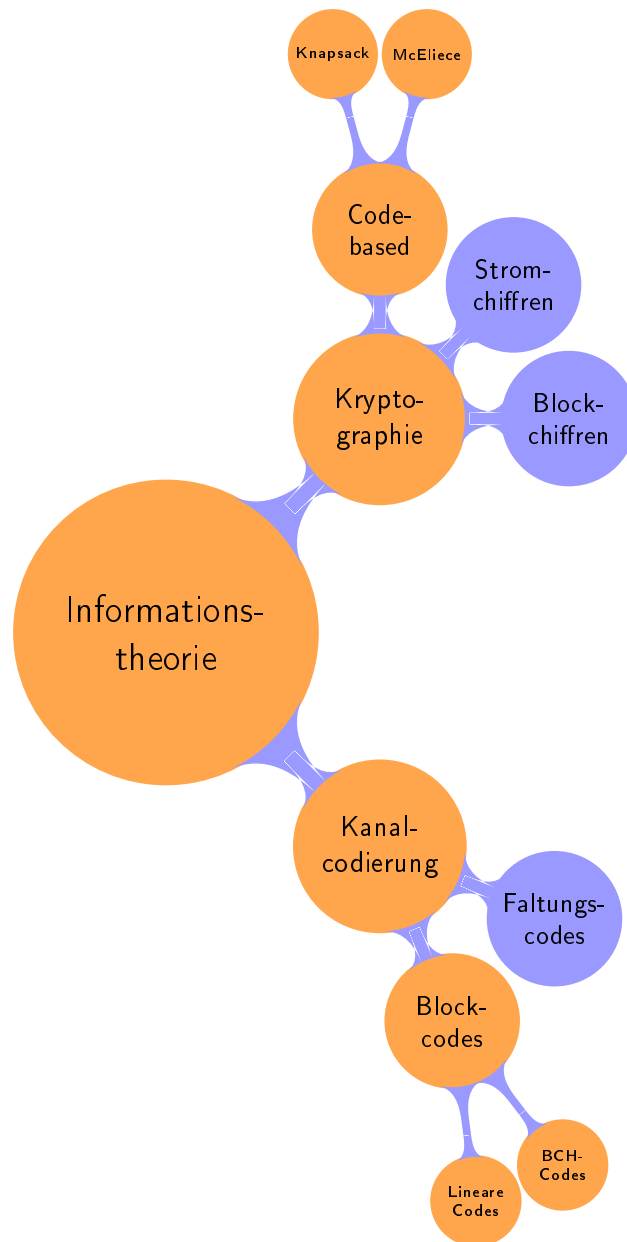 Knapsack
McEliece
Code-
based
Strom-
chiffren
Krypto-
graphie
Block-
chiffren
Informations-
theorie
Kanal-
codierung
Faltungs-
codes
Block-
codes
BCH-
Codes
Lineare
Codes